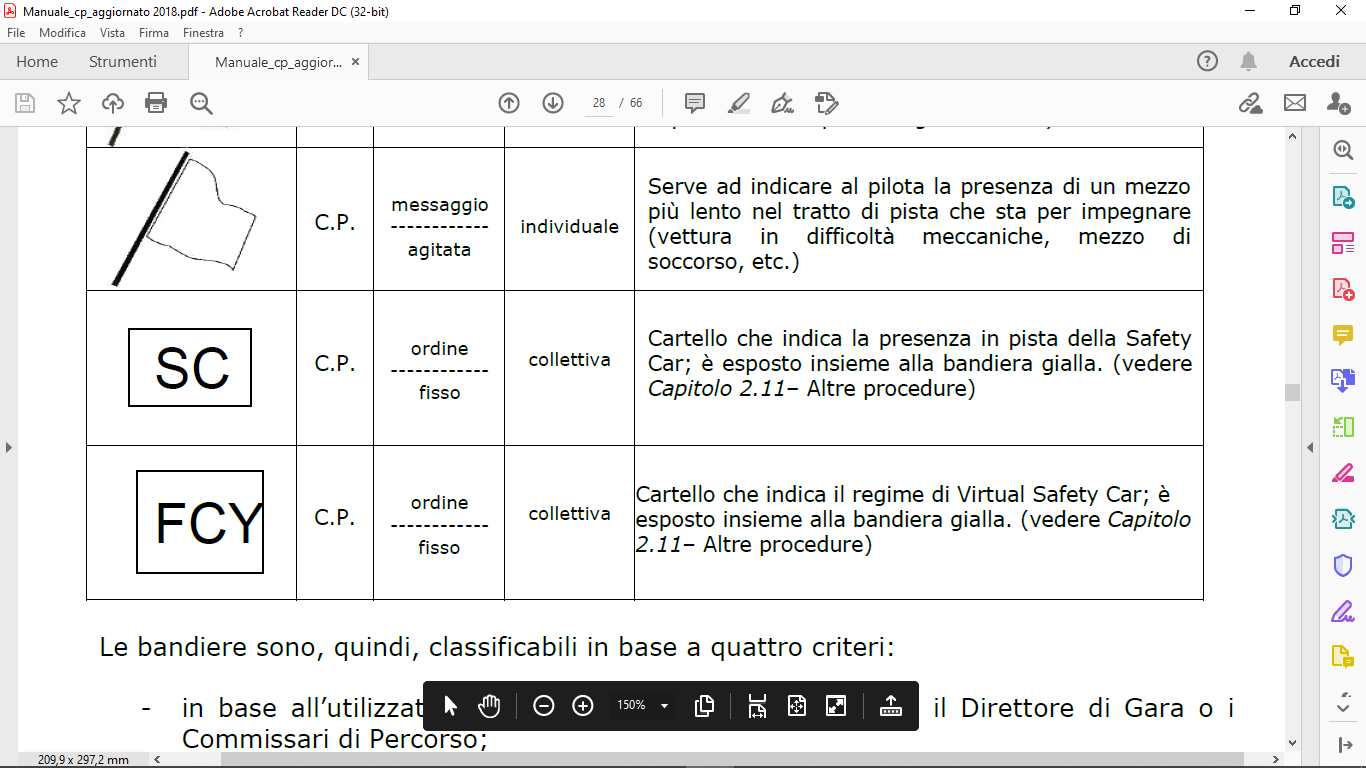 Manuale_cp_aggiornato 2018.pdf - Adobe Acrobat Reader DC (32-bit)
File Modifica Vista Firma Finestra ?
Home Strumenti Manuale_cp_aggior... × Accedi
28 / 66
C.P.
messaggio
------------
agitata
individuale
Serve ad indicare al pilota la presenza di un mezzo
più lento nel tratto di pista che sta per impegnare
(vettura in difficoltà meccaniche, mezzo di
soccorso, etc.)
SC
C.P.
ordine
------------
fisso
collettiva
Cartello che indica la presenza in pista della Safety
Car; è esposto insieme alla bandiera gialla. (vedere
Capitolo 2.11– Altre procedure)
FCY
C.P.
ordine
------------
fisso
collettiva
Cartello che indica il regime di Virtual Safety Car; è
esposto insieme alla bandiera gialla. (vedere Capitolo
2.11– Altre procedure)
Le bandiere sono, quindi, classificabili in base a quattro criteri:
- in base all’utilizzat il Direttore di Gara o i
Commissari di Percorso;
150%
209,9 x 297,2 mm